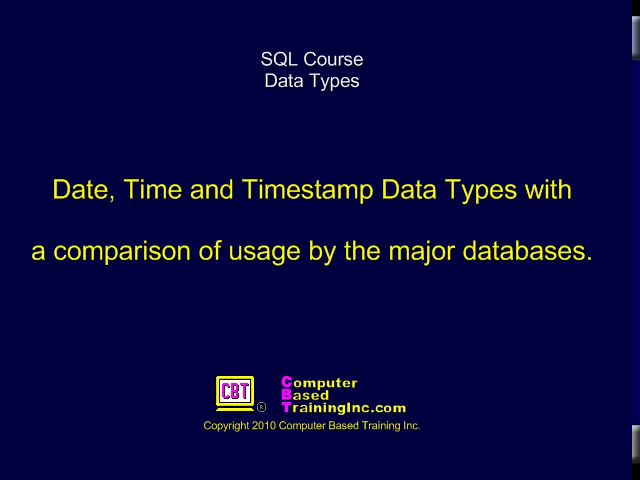 SQL Course
Data Types
Date, Time and Timestamp Data Types with
a comparison of usage by the major databases.
CBT ®
Computer
Based
TrainingInc.com
Copyright 2010 Computer Based Training Inc.